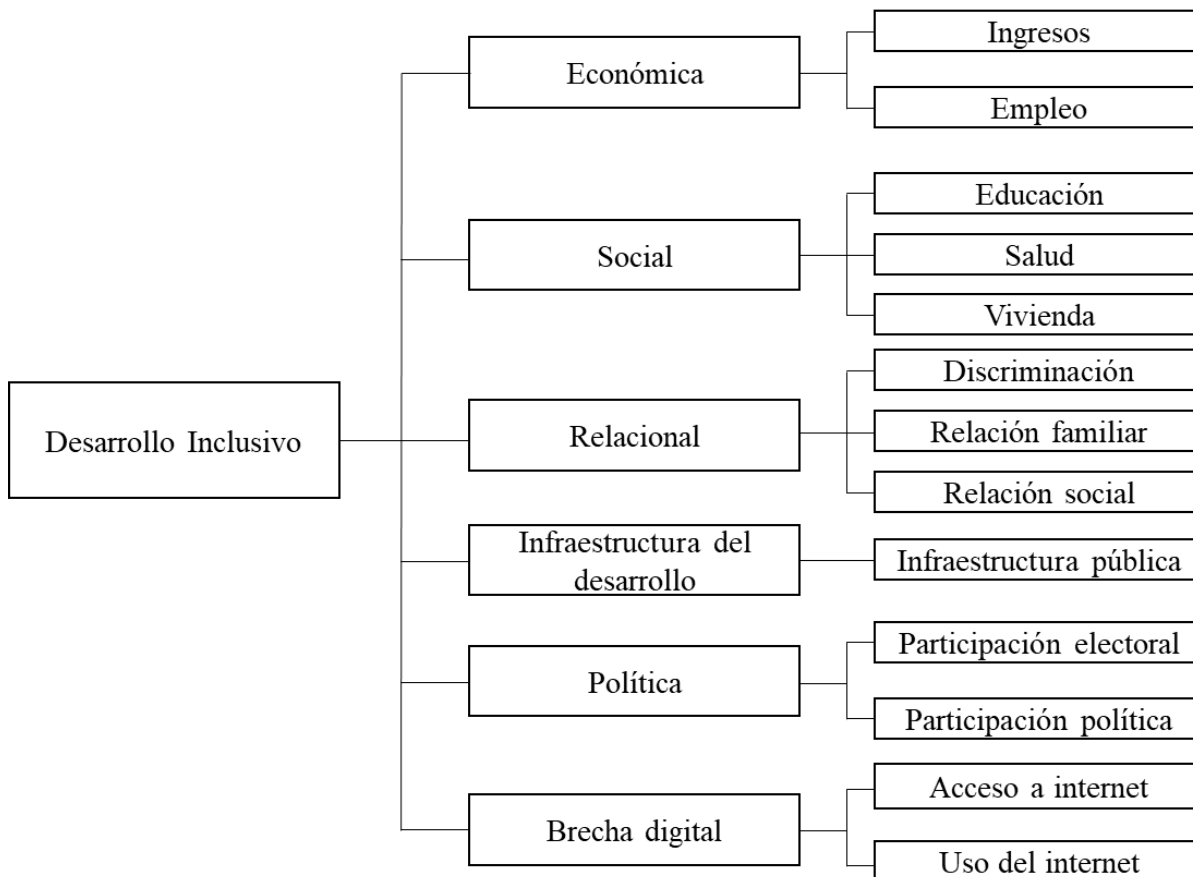 Desarrollo Inclusivo
Económica
Ingresos
Empleo
Social
Educación
Salud
Vivienda
Relacional
Discriminación
Relación familiar
Relación social
Infraestructura del
desarrollo
Infraestructura pública
Política
Participación electoral
Participación política
Brecha digital
Acceso a internet
Uso del internet